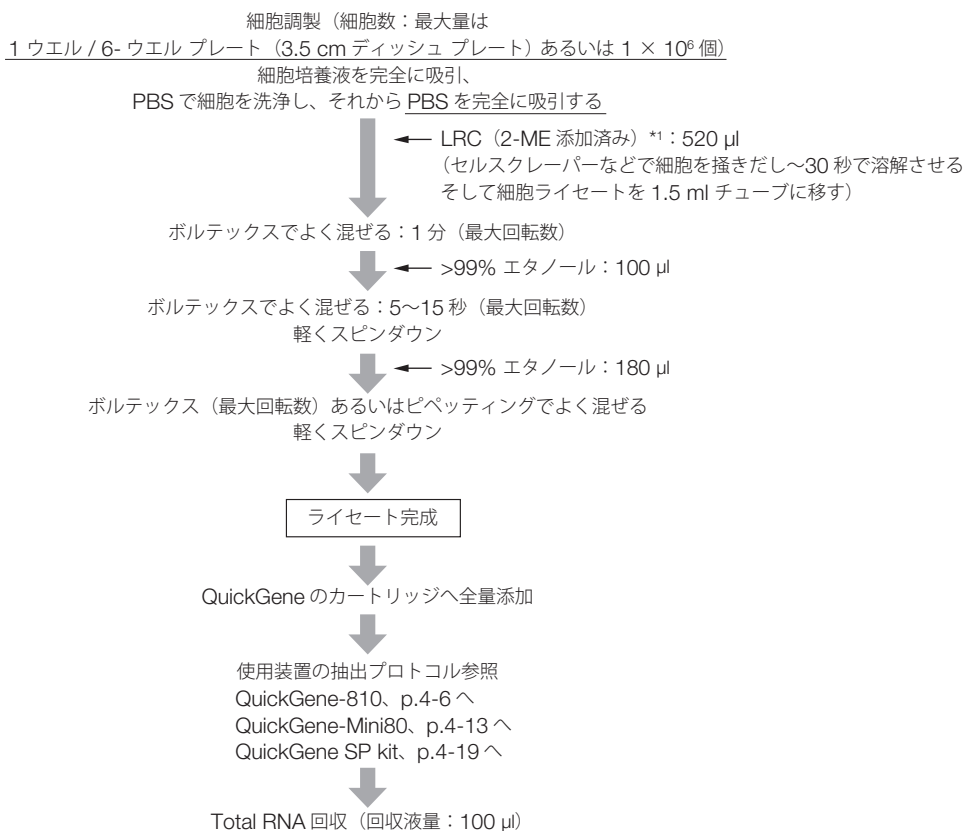 細胞調製（細胞数：最大量は
1 ウエル / 6- ウエル プレート（3.5 cm ディッシュ プレート）あるいは 1 × 10⁶ 個）
細胞培養液を完全に吸引、
PBS で細胞を洗浄し、それから PBS を完全に吸引する
LRC（2-ME 添加済み）*¹：520 µl
（セルスクレーパーなどで細胞を掻きだし～30 秒で溶解させる
そして細胞ライセートを 1.5 ml チューブに移す）
ボルテックスでよく混ぜる：1 分（最大回転数）
>99% エタノール：100 µl
ボルテックスでよく混ぜる：5～15 秒（最大回転数）
軽くスピンダウン
>99% エタノール：180 µl
ボルテックス（最大回転数）あるいはピペッティングでよく混ぜる
軽くスピンダウン
ライセート完成
QuickGene のカートリッジへ全量添加
使用装置の抽出プロトコル参照
QuickGene-810、p.4-6 へ
QuickGene-Mini80、p.4-13 へ
QuickGene SP kit、p.4-19 へ
Total RNA 回収（回収液量：100 µl）